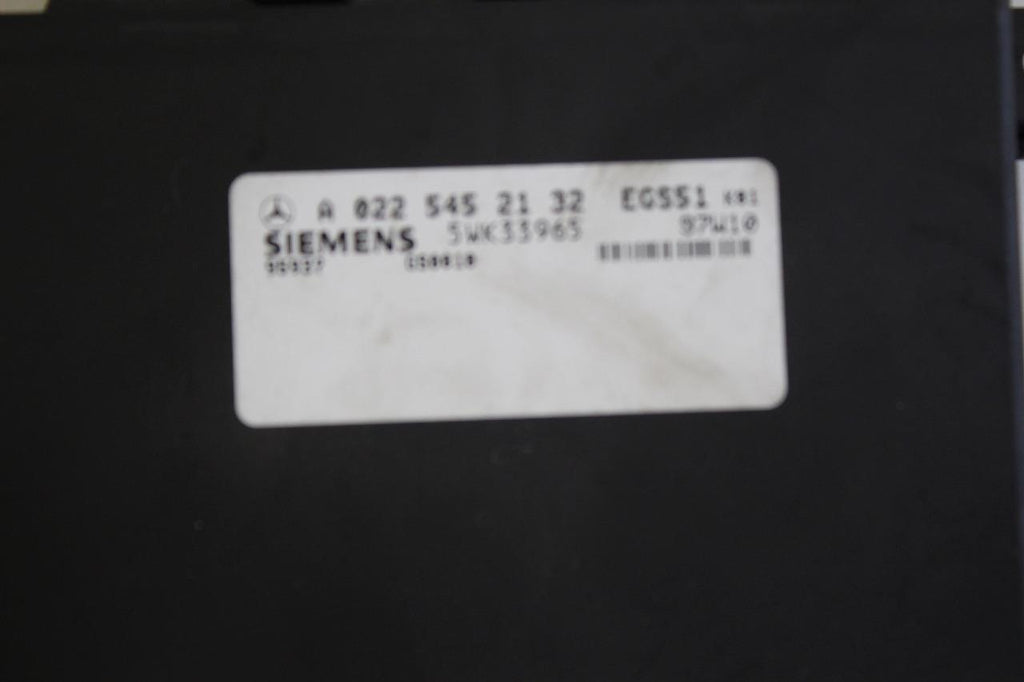 A 022 545 21 32 EGS51
SIEMENS 5WK33965 97W10